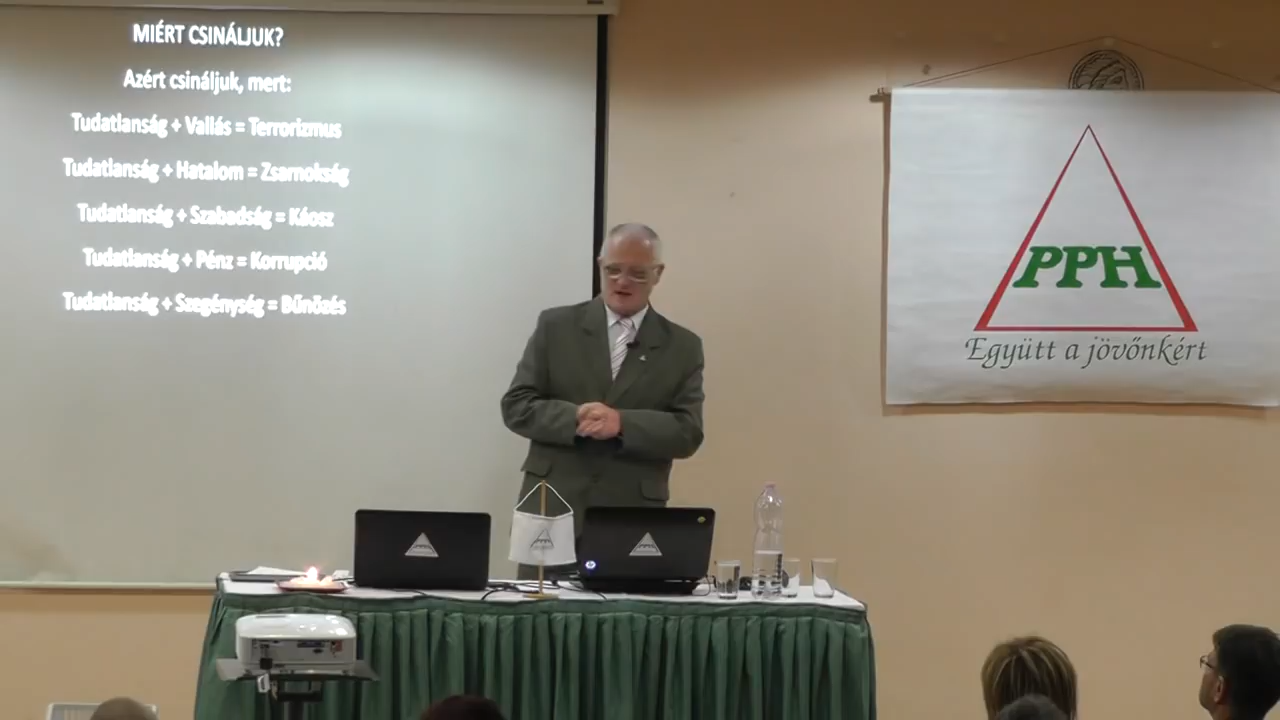 MIÉRT CSINÁLJUK?
Azért csináljuk, mert:
Tudatlanság + Vallás = Terrorizmus
Tudatlanság + Hatalom = Zsarnokság
Tudatlanság + Szabadság = Káosz
Tudatlanság + Pénz = Korrupció
Tudatlanság + Szegénység = Bűnözés
PPH
Együtt a jövőnkért
hp